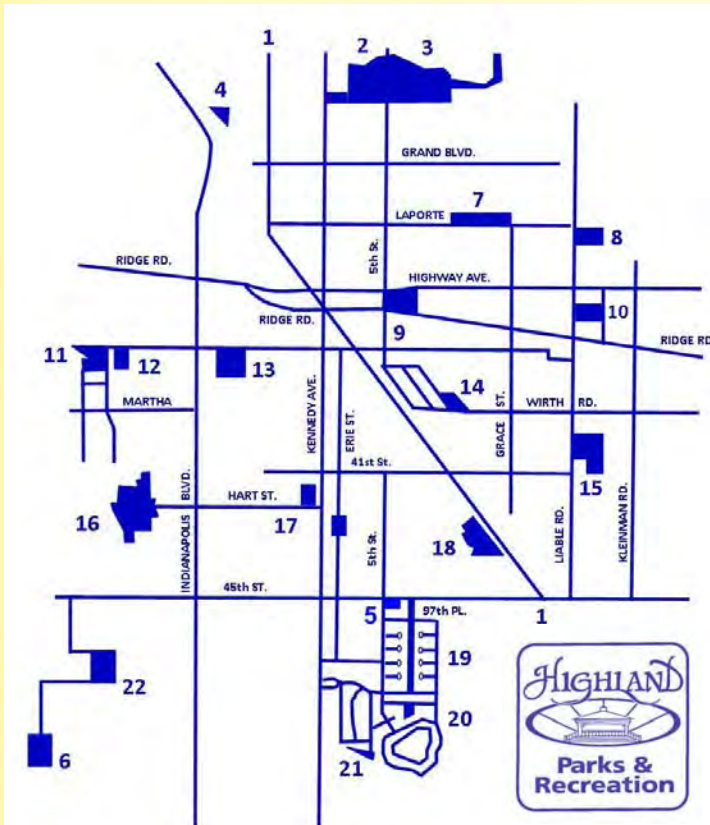 1
2
3
4
GRAND BLVD.
7
LAPORTE
8
5th St.
RIDGE RD.
HIGHWAY AVE.
10
RIDGE RD.
9
RIDGE RD
11
12
13
14
MARTHA
KENNEDY AVE.
ERIE ST.
GRACE ST.
WIRTH RD.
41st St.
15
INDIANAPOLIS BLVD.
HART ST.
16
17
18
5th St.
LIABLE RD.
KLEINMAN RD.
45th ST.
5
97th PL.
1
19
22
20
21
6
HIGHLAND
Parks &
Recreation